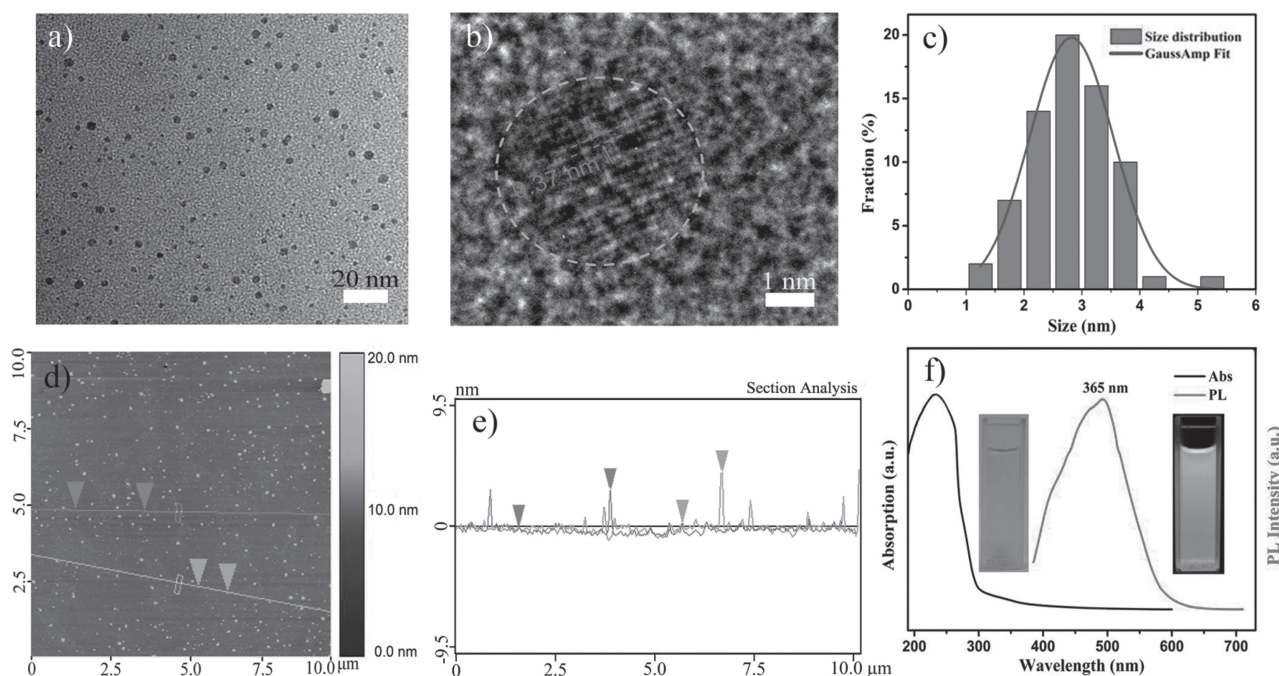 a)
20 nm
b)
0.37 nm
1 nm
c)
Size distribution
GaussAmp Fit
Fraction (%)
20
15
10
5
0
0 1 2 3 4 5 6
Size (nm)
d)
10.0
7.5
5.0
2.5
0 2.5 5.0 7.5 10.0 μm
20.0 nm
10.0 nm
0.0 nm
e)
nm
Section Analysis
9.5
0
-9.5
0 2.5 5.0 7.5 10.0 μm
f)
365 nm
Abs
PL
Absorption (a.u.)
PL Intensity (a.u.)
200 300 400 500 600 700
Wavelength (nm)